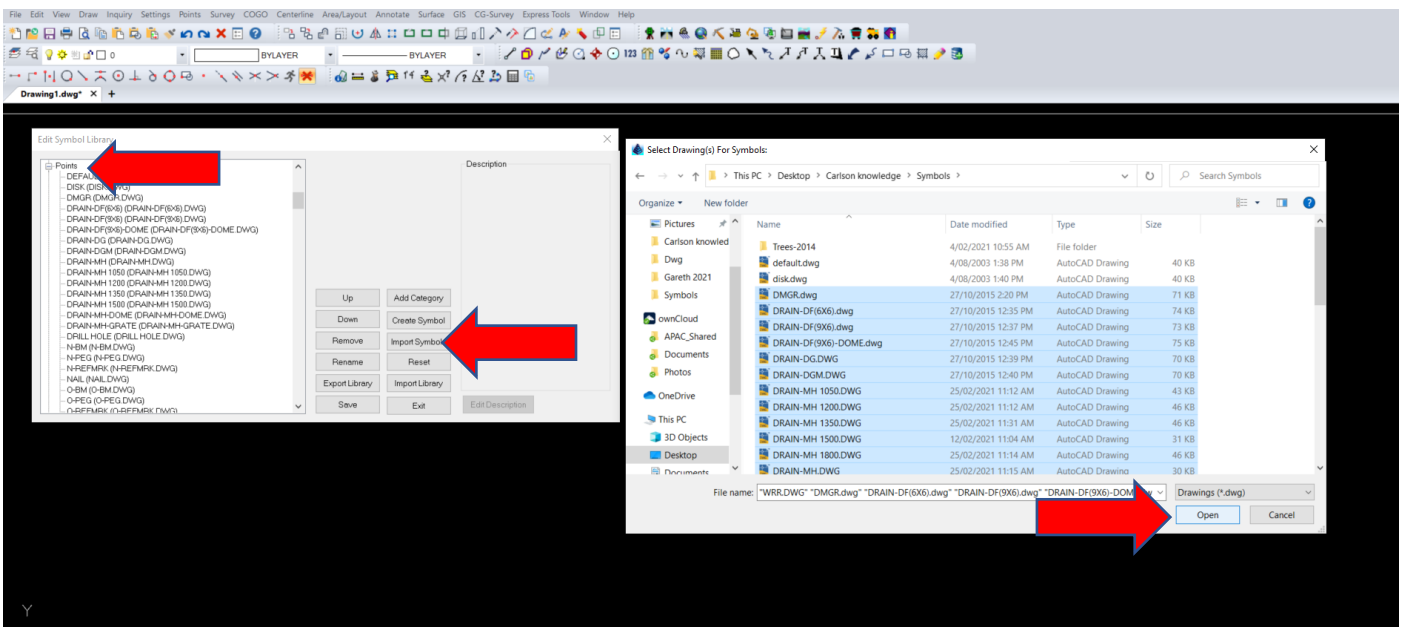 File Edit View Draw Inquiry Settings Points Survey COGO Centerline Area/Layout Annotate Surface GIS CG-Survey Express Tools Window Help
0 BYLAYER BYLAYER 123
Drawing1.dwg* X +
Edit Symbol Library
Points
DISK (DISK.DWG)
DMGR (DMGR.DWG)
DRAIN-DF(6X6) (DRAIN-DF(6X6).DWG)
DRAIN-DF(9X6) (DRAIN-DF(9X6).DWG)
DRAIN-DF(9X6)-DOME (DRAIN-DF(9X6)-DOME.DWG)
DRAIN-DG (DRAIN-DG.DWG)
DRAIN-DGM (DRAIN-DGM.DWG)
DRAIN-MH (DRAIN-MH.DWG)
DRAIN-MH 1050 (DRAIN-MH 1050.DWG)
DRAIN-MH 1200 (DRAIN-MH 1200.DWG)
DRAIN-MH 1350 (DRAIN-MH 1350.DWG)
DRAIN-MH 1500 (DRAIN-MH 1500.DWG)
DRAIN-MH-DOME (DRAIN-MH-DOME.DWG)
DRAIN-MH-GRATE (DRAIN-MH-GRATE.DWG)
DRILL HOLE (DRILL HOLE.DWG)
N-BM (N-BM.DWG)
N-PEG (N-PEG.DWG)
N-REFMRK (N-REFMRK.DWG)
NAIL (NAIL.DWG)
O-BM (O-BM.DWG)
O-PEG (O-PEG.DWG)
O-REFMRK (O-REFMRK.DWG)
Description
Up Add Category
Down Create Symbol
Remove Import Symbol
Rename Reset
Export Library Import Library
Save Exit Edit Description
Select Drawing(s) For Symbols:
This PC > Desktop > Carlson knowledge > Symbols >
Search Symbols
Organize New folder
Pictures
Carlson knowled
Dwg
Gareth 2021
Symbols
ownCloud
APAC_Shared
Documents
Photos
OneDrive
This PC
3D Objects
Desktop
Documents
Name Date modified Type Size
Trees-2014 4/02/2021 10:55 AM File folder
default.dwg 4/08/2003 1:38 PM AutoCAD Drawing 40 KB
disk.dwg 4/08/2003 1:40 PM AutoCAD Drawing 40 KB
DMGR.dwg 27/10/2015 2:20 PM AutoCAD Drawing 71 KB
DRAIN-DF(6X6).dwg 27/10/2015 12:35 PM AutoCAD Drawing 74 KB
DRAIN-DF(9X6).dwg 27/10/2015 12:37 PM AutoCAD Drawing 73 KB
DRAIN-DF(9X6)-DOME.dwg 27/10/2015 12:45 PM AutoCAD Drawing 75 KB
DRAIN-DG.DWG 27/10/2015 12:39 PM AutoCAD Drawing 70 KB
DRAIN-DGM.DWG 27/10/2015 12:40 PM AutoCAD Drawing 70 KB
DRAIN-MH 1050.DWG 25/02/2021 11:12 AM AutoCAD Drawing 43 KB
DRAIN-MH 1200.DWG 25/02/2021 11:12 AM AutoCAD Drawing 46 KB
DRAIN-MH 1350.DWG 25/02/2021 11:31 AM AutoCAD Drawing 46 KB
DRAIN-MH 1500.DWG 12/02/2021 11:04 AM AutoCAD Drawing 31 KB
DRAIN-MH 1800.DWG 25/02/2021 11:14 AM AutoCAD Drawing 46 KB
DRAIN-MH.DWG 25/02/2021 11:15 AM AutoCAD Drawing 30 KB
File name: "WRR.DWG" "DMGR.dwg" "DRAIN-DF(6X6).dwg" "DRAIN-DF(9X6).dwg" "DRAIN-DF(9X6)-DOM
Drawings (*.dwg)
Open Cancel
Y